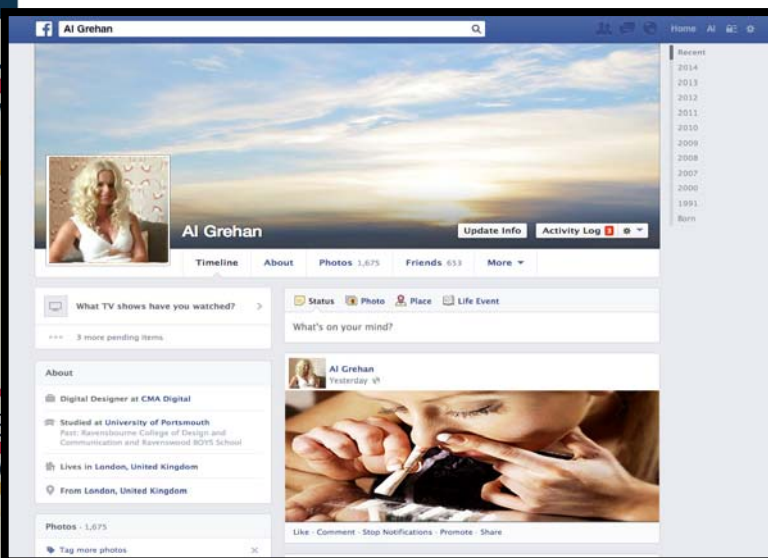 f
Al Grehan
Home Al
Recent
2014
2013
2012
2011
2010
2009
2008
2007
2000
1991
Born
Al Grehan
Update Info
Activity Log 3
Timeline About Photos 1,675 Friends 653 More
What TV shows have you watched?
3 more pending items
Status Photo Place Life Event
What's on your mind?
About
Digital Designer at CMA Digital
Studied at University of Portsmouth
Past: Ravensbourne College of Design and
Communication and Ravenswood BOYS School
Lives in London, United Kingdom
From London, United Kingdom
Photos · 1,675
Tag more photos
Al Grehan
Yesterday
Like · Comment · Stop Notifications · Promote · Share